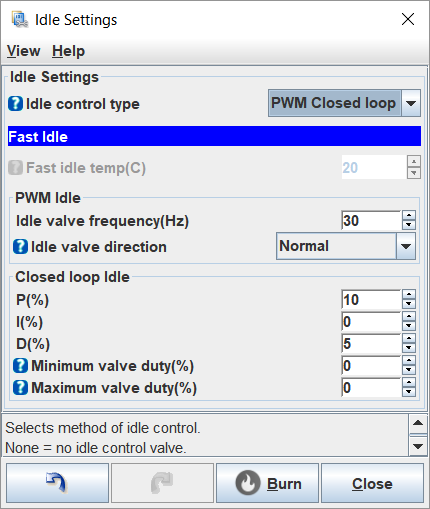 Idle Settings
View Help
Idle Settings
? Idle control type PWM Closed loop
Fast Idle
? Fast idle temp(C) 20
PWM Idle
Idle valve frequency(Hz) 30
? Idle valve direction Normal
Closed loop Idle
P(%) 10
I(%) 0
D(%) 5
? Minimum valve duty(%) 0
? Maximum valve duty(%) 0
Selects method of idle control.
None = no idle control valve.
Burn Close